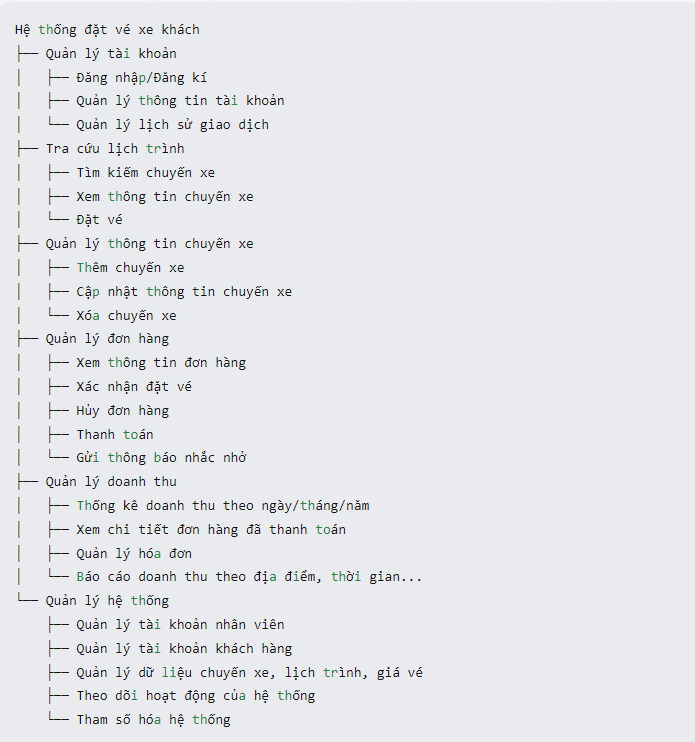 Hệ thống đặt vé xe khách
├── Quản lý tài khoản
│   ├── Đăng nhập/Đăng kí
│   ├── Quản lý thông tin tài khoản
│   └── Quản lý lịch sử giao dịch
├── Tra cứu lịch trình
│   ├── Tìm kiếm chuyến xe
│   ├── Xem thông tin chuyến xe
│   └── Đặt vé
├── Quản lý thông tin chuyến xe
│   ├── Thêm chuyến xe
│   ├── Cập nhật thông tin chuyến xe
│   └── Xóa chuyến xe
├── Quản lý đơn hàng
│   ├── Xem thông tin đơn hàng
│   ├── Xác nhận đặt vé
│   ├── Hủy đơn hàng
│   ├── Thanh toán
│   └── Gửi thông báo nhắc nhở
├── Quản lý doanh thu
│   ├── Thống kê doanh thu theo ngày/tháng/năm
│   ├── Xem chi tiết đơn hàng đã thanh toán
│   ├── Quản lý hóa đơn
│   └── Báo cáo doanh thu theo địa điểm, thời gian...
└── Quản lý hệ thống
    ├── Quản lý tài khoản nhân viên
    ├── Quản lý tài khoản khách hàng
    ├── Quản lý dữ liệu chuyến xe, lịch trình, giá vé
    ├── Theo dõi hoạt động của hệ thống
    └── Tham số hóa hệ thống